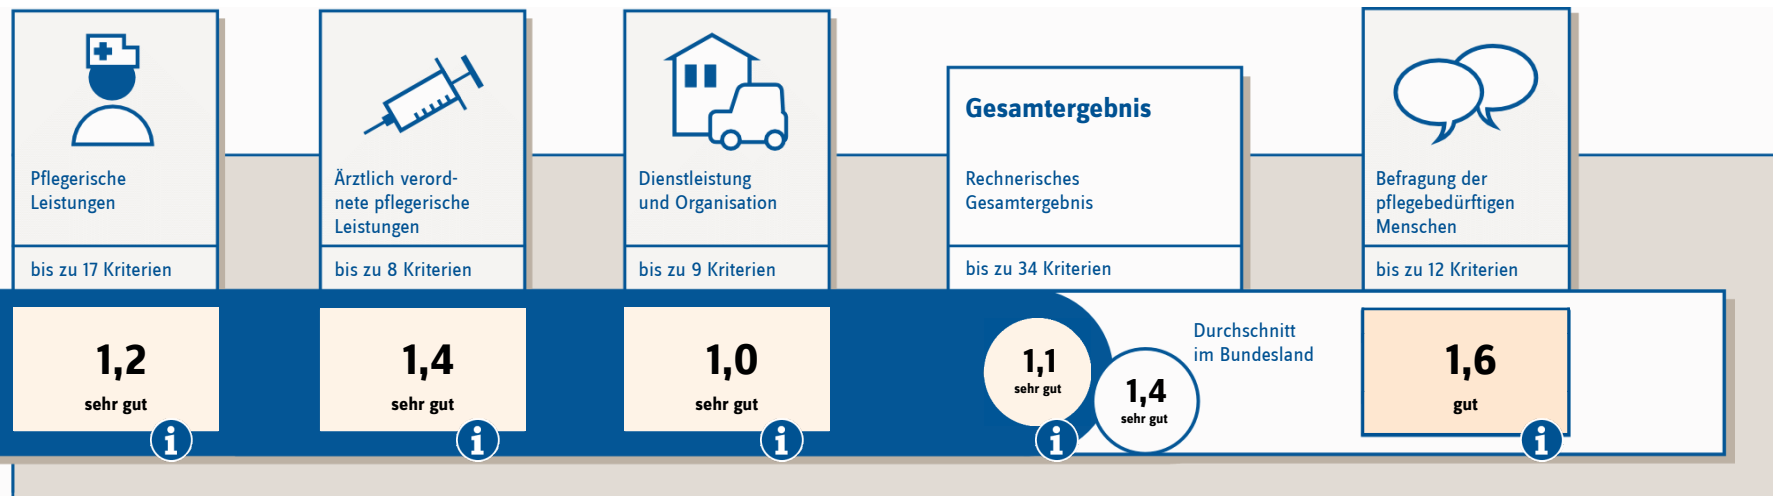 Pflegerische
Leistungen
bis zu 17 Kriterien
1,2
sehr gut
i
Ärztlich verord-
nete pflegerische
Leistungen
bis zu 8 Kriterien
1,4
sehr gut
i
Dienstleistung
und Organisation
bis zu 9 Kriterien
1,0
sehr gut
i
Gesamtergebnis
Rechnerisches
Gesamtergebnis
bis zu 34 Kriterien
1,1
sehr gut
i
Durchschnitt
im Bundesland
1,4
sehr gut
Befragung der
pflegebedürftigen
Menschen
bis zu 12 Kriterien
1,6
gut
i